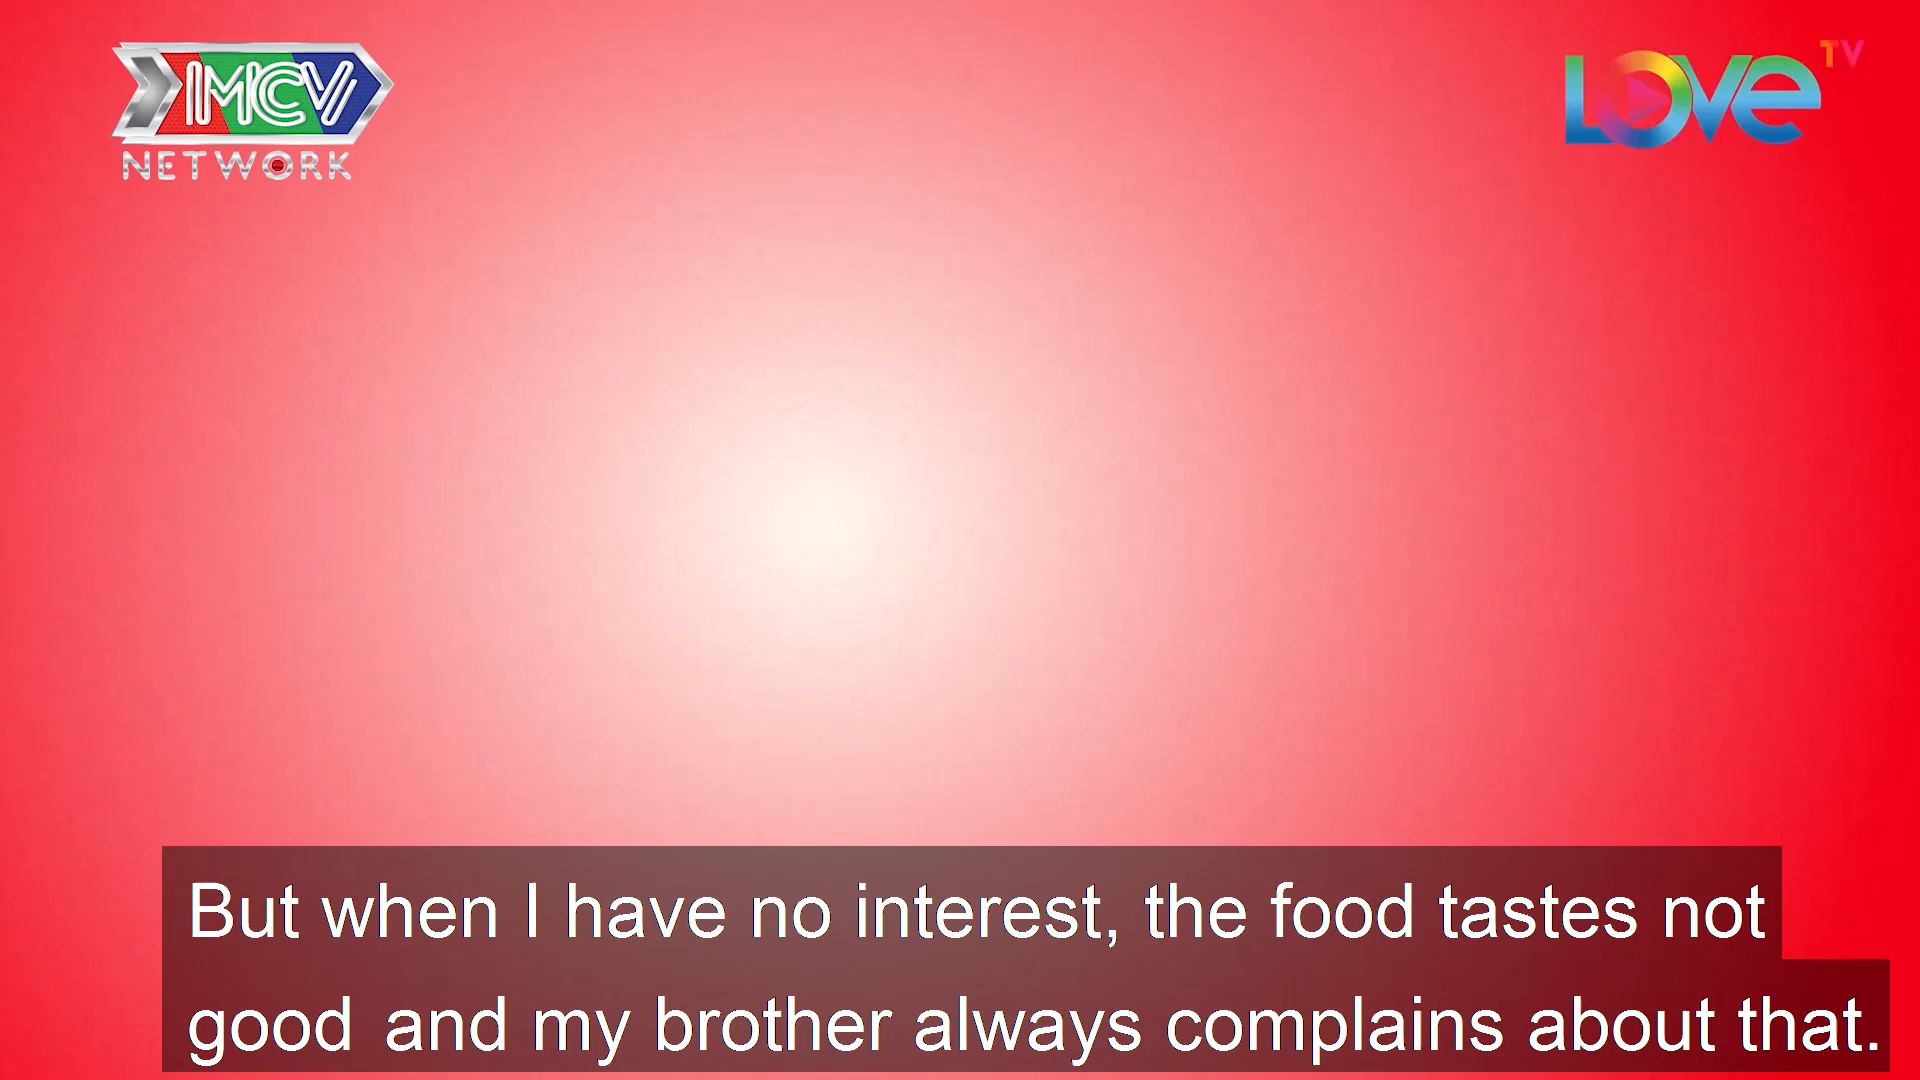 MCV
NETWORK
LOVE TV
But when I have no interest, the food tastes not
good and my brother always complains about that.